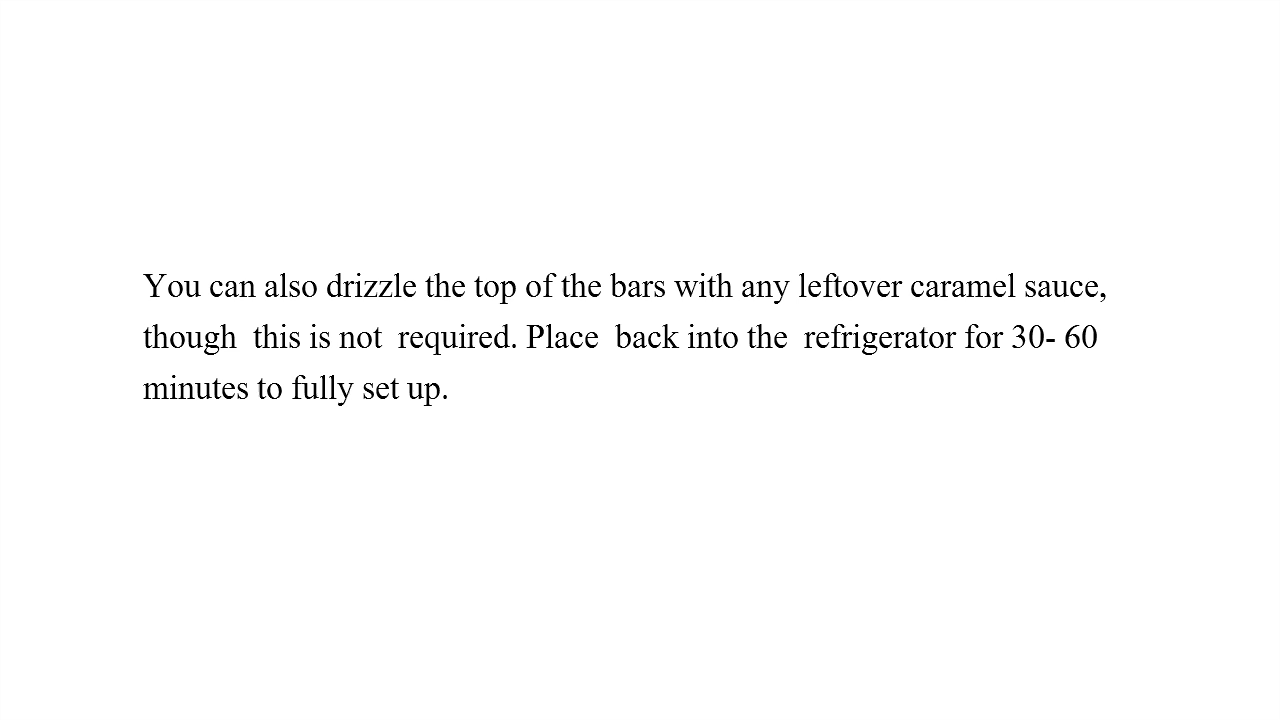 You can also drizzle the top of the bars with any leftover caramel sauce,
though  this is not  required. Place  back into the  refrigerator for 30- 60
minutes to fully set up.